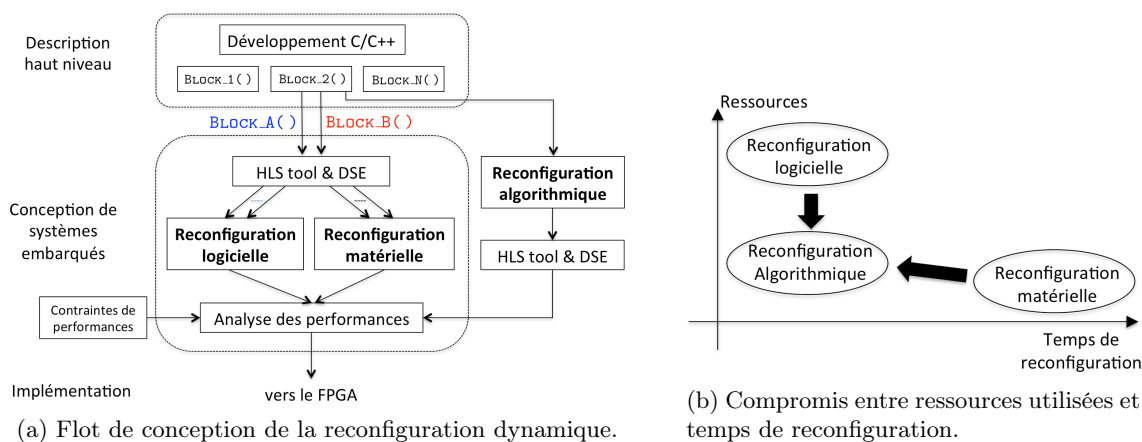 Description
haut niveau
Développement C/C++
BLOCK_1()
BLOCK_2()
BLOCK_N()
BLOCK_A()
BLOCK_B()
HLS tool & DSE
Reconfiguration
algorithmique
Conception de
systèmes
embarqués
Reconfiguration
logicielle
Reconfiguration
matérielle
HLS tool & DSE
Contraintes de
performances
Analyse des performances
Implémentation
vers le FPGA
(a) Flot de conception de la reconfiguration dynamique.
Ressources
Reconfiguration
logicielle
Reconfiguration
Algorithmique
Reconfiguration
matérielle
Temps de
reconfiguration
(b) Compromis entre ressources utilisées et
temps de reconfiguration.